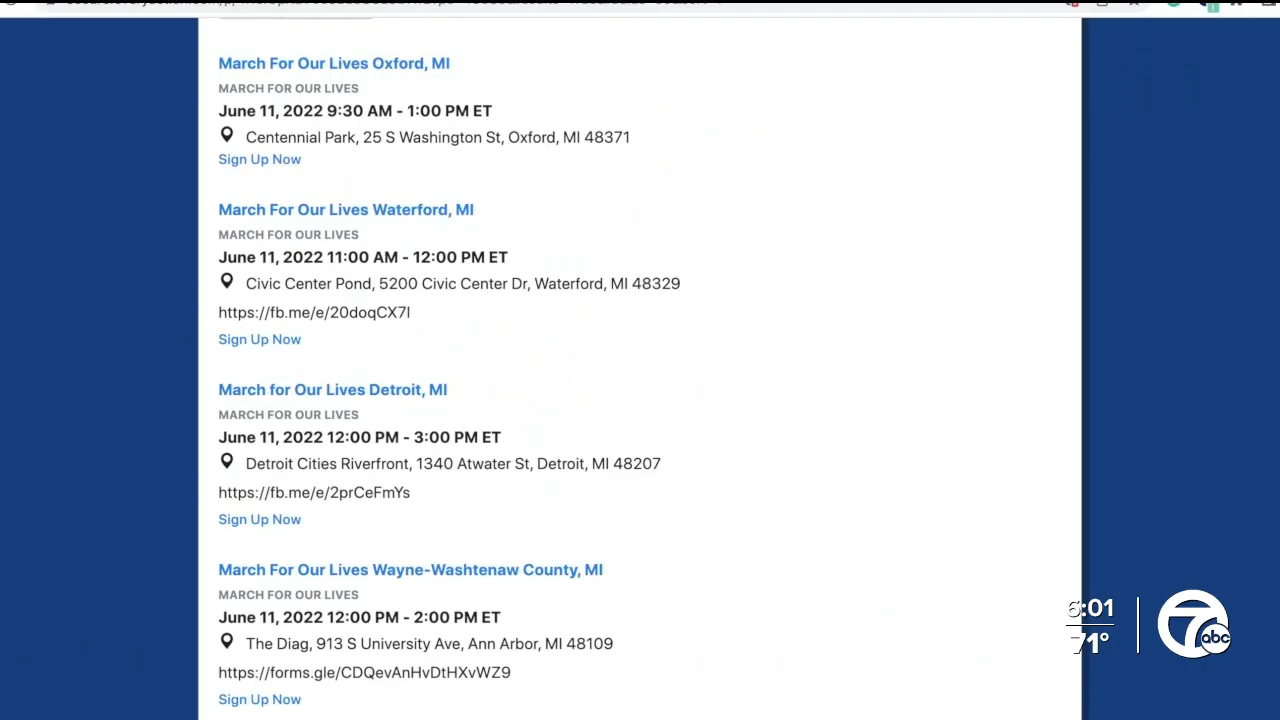 March For Our Lives Oxford, MI
MARCH FOR OUR LIVES
June 11, 2022 9:30 AM - 1:00 PM ET
Centennial Park, 25 S Washington St, Oxford, MI 48371
Sign Up Now
March For Our Lives Waterford, MI
MARCH FOR OUR LIVES
June 11, 2022 11:00 AM - 12:00 PM ET
Civic Center Pond, 5200 Civic Center Dr, Waterford, MI 48329
https://fb.me/e/20doqCX7l
Sign Up Now
March for Our Lives Detroit, MI
MARCH FOR OUR LIVES
June 11, 2022 12:00 PM - 3:00 PM ET
Detroit Cities Riverfront, 1340 Atwater St, Detroit, MI 48207
https://fb.me/e/2prCeFmYs
Sign Up Now
March For Our Lives Wayne-Washtenaw County, MI
MARCH FOR OUR LIVES
June 11, 2022 12:00 PM - 2:00 PM ET
The Diag, 913 S University Ave, Ann Arbor, MI 48109
https://forms.gle/CDQevAnHvDtHXvWZ9
Sign Up Now
6:01
71°
7 abc